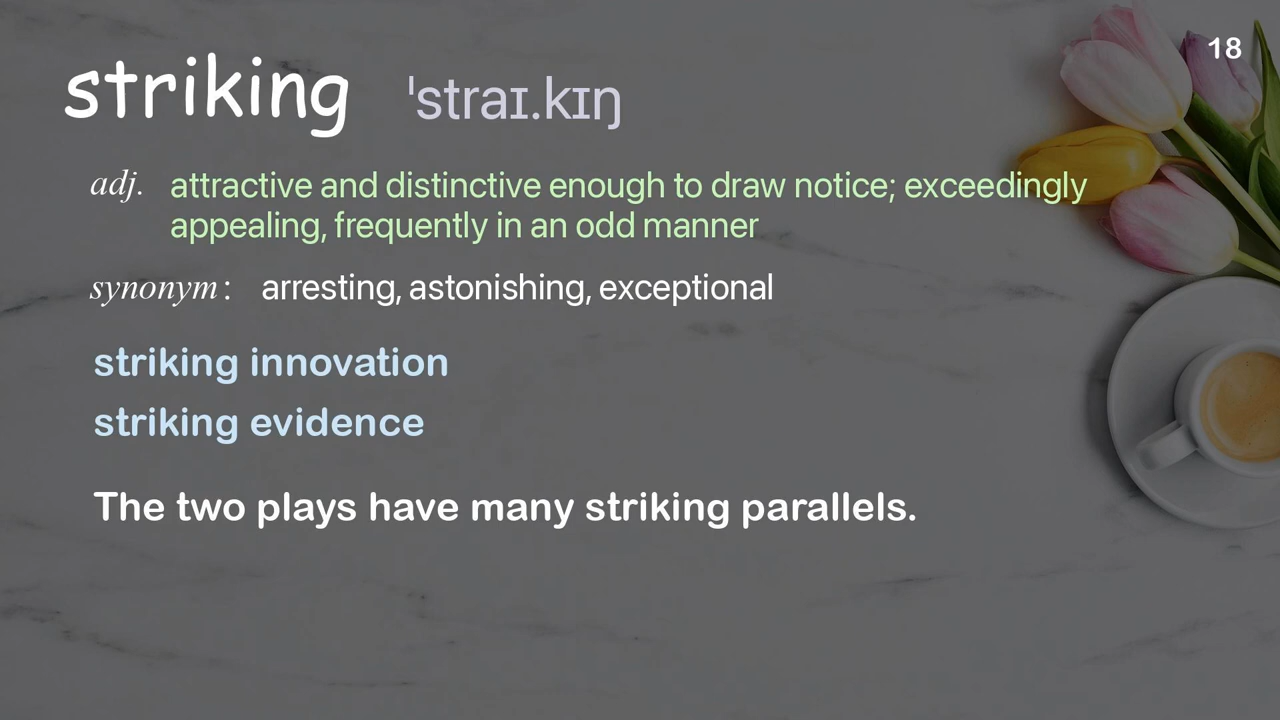 18
striking ˈstraɪ.kɪŋ
adj. attractive and distinctive enough to draw notice; exceedingly
appealing, frequently in an odd manner
synonym: arresting, astonishing, exceptional
striking innovation
striking evidence
The two plays have many striking parallels.